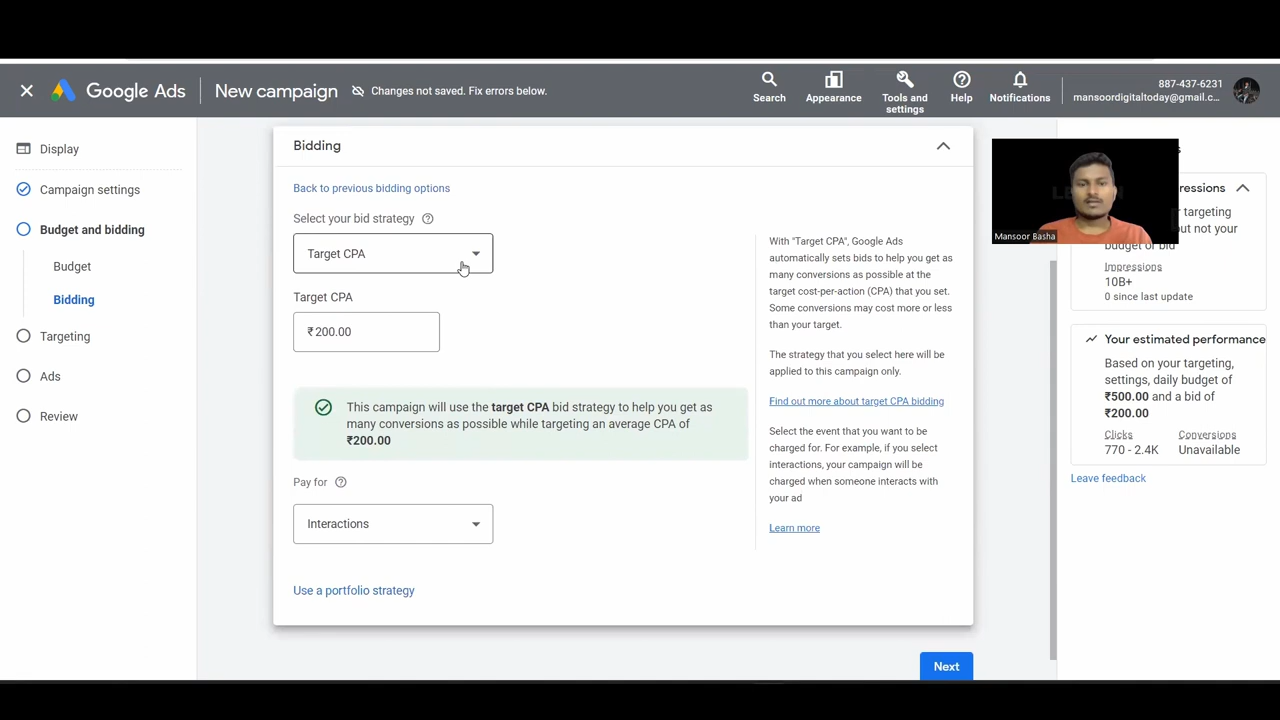 Google Ads
New campaign
Changes not saved. Fix errors below.
Search
Appearance
Tools and
settings
Help
Notifications
887-437-6231
mansoordigitaltoday@gmail.c...
Display
Campaign settings
Budget and bidding
Budget
Bidding
Targeting
Ads
Review
Bidding
Back to previous bidding options
Select your bid strategy
Target CPA
Target CPA
₹200.00
This campaign will use the target CPA bid strategy to help you get as
many conversions as possible while targeting an average CPA of
₹200.00
Pay for
Interactions
Use a portfolio strategy
With "Target CPA", Google Ads
automatically sets bids to help you get as
many conversions as possible at the
target cost-per-action (CPA) that you set.
Some conversions may cost more or less
than your target.
The strategy that you select here will be
applied to this campaign only.
Find out more about target CPA bidding
Select the event that you want to be
charged for. For example, if you select
interactions, your campaign will be
charged when someone interacts with
your ad
Learn more
Next
Mansoor Basha
ressions
targeting
but not your
budget or bid
Impressions
10B+
0 since last update
Your estimated performance
Based on your targeting,
settings, daily budget of
₹500.00 and a bid of
₹200.00
Clicks
Conversions
770 - 2.4K
Unavailable
Leave feedback